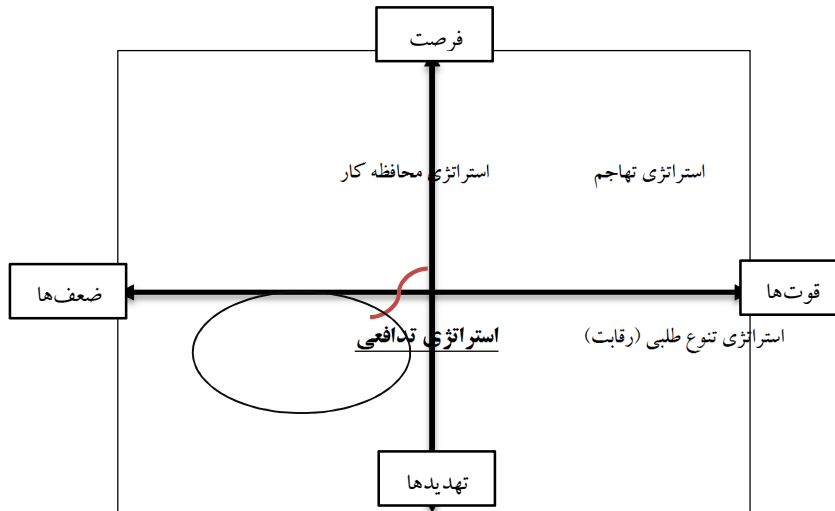 فرصت
استراتژی تهاجم
استراتژی محافظه کار
قوت‌ها
ضعف‌ها
استراتژی تنوع طلبی (رقابت)
استراتژی تدافعی
تهدیدها